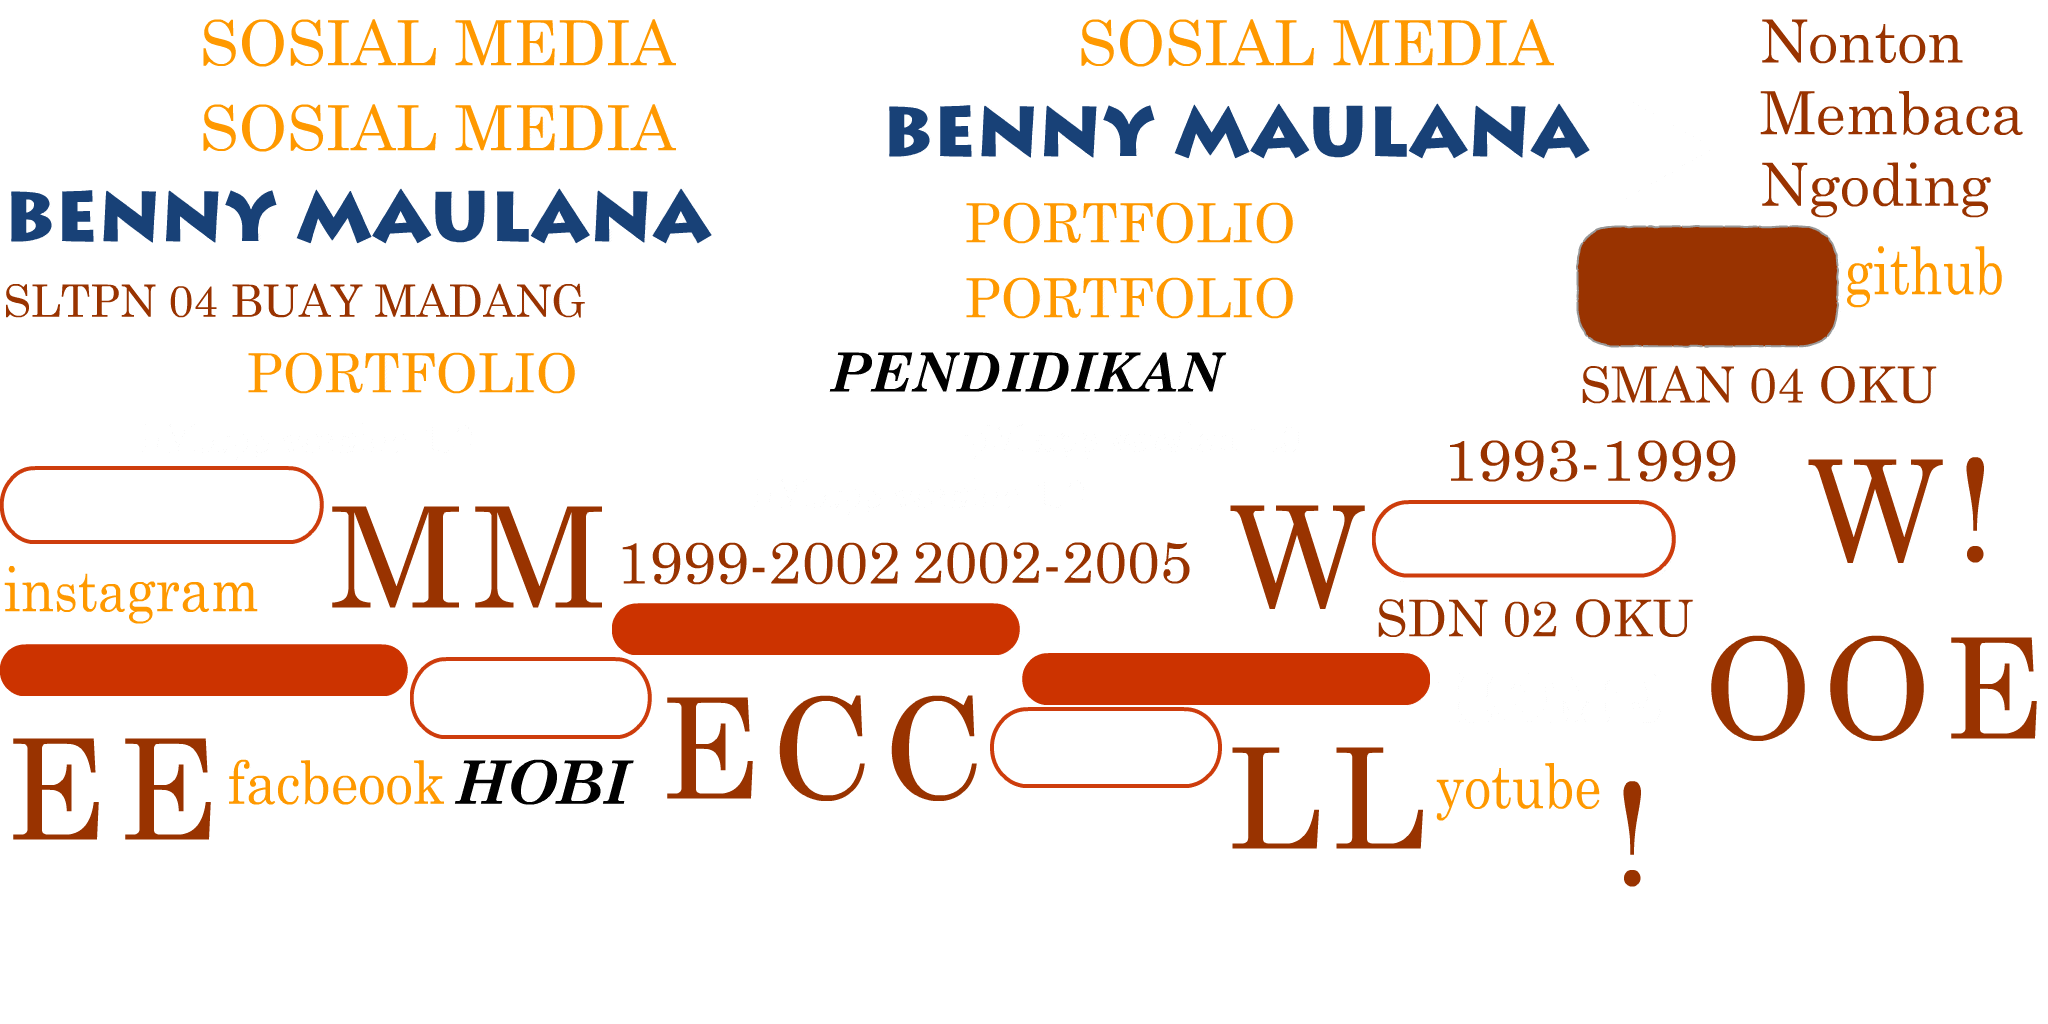 SOSIAL MEDIA
SOSIAL MEDIA
Nonton
SOSIAL MEDIA
BENNY MAULANA
Membaca
BENNY MAULANA
PORTFOLIO
Ngoding
SLTPN 04 BUAY MADANG
PORTFOLIO
github
PORTFOLIO
PENDIDIKAN
SMAN 04 OKU
1993-1999
W!
MM
W
1999-2002
2002-2005
instagram
SDN 02 OKU
OOE
ECC
EE
facbeook
HOBI
LL
yotube
!